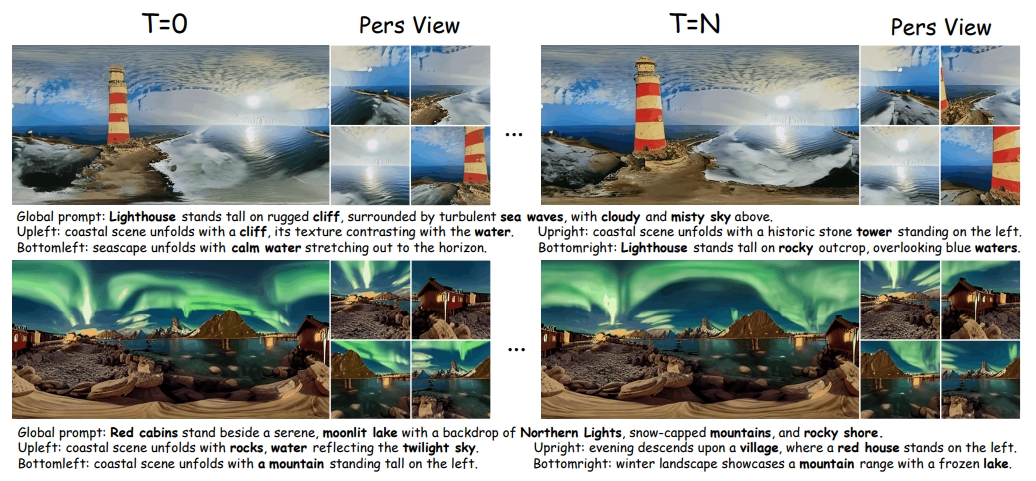 T=0 Pers View T=N Pers View
...
Global prompt: Lighthouse stands tall on rugged cliff, surrounded by turbulent sea waves, with cloudy and misty sky above.
Upleft: coastal scene unfolds with a cliff, its texture contrasting with the water. Upright: coastal scene unfolds with a historic stone tower standing on the left.
Bottomleft: seascape unfolds with calm water stretching out to the horizon. Bottomright: Lighthouse stands tall on rocky outcrop, overlooking blue waters.
...
Global prompt: Red cabins stand beside a serene, moonlit lake with a backdrop of Northern Lights, snow-capped mountains, and rocky shore.
Upleft: coastal scene unfolds with rocks, water reflecting the twilight sky. Upright: evening descends upon a village, where a red house stands on the left.
Bottomleft: coastal scene unfolds with a mountain standing tall on the left. Bottomright: winter landscape showcases a mountain range with a frozen lake.